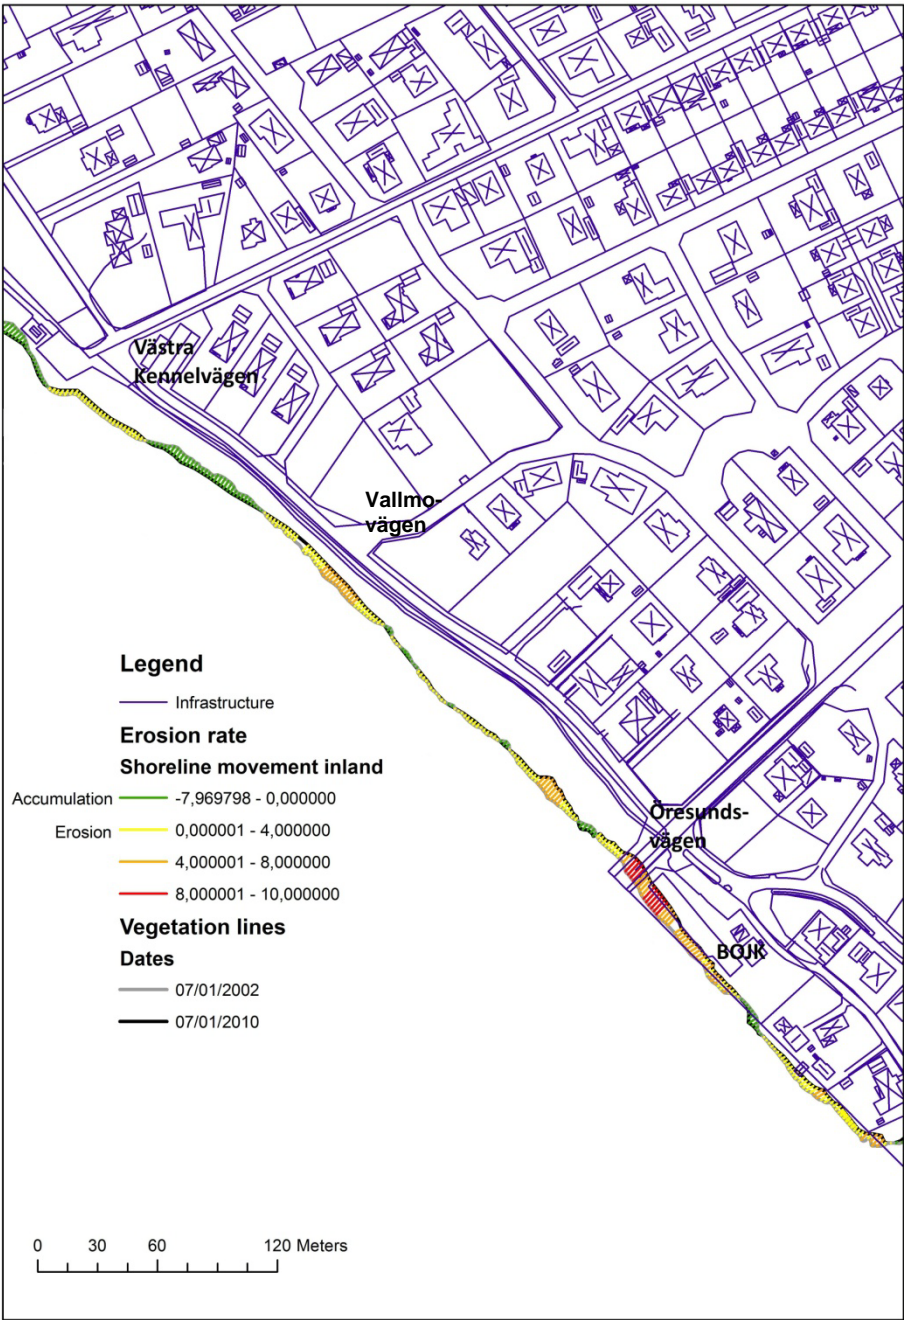 Västra
Kennelvägen
Vallmo-
vägen
Legend
Infrastructure
Erosion rate
Shoreline movement inland
Accumulation -7,969798 - 0,000000
Erosion 0,000001 - 4,000000
4,000001 - 8,000000
8,000001 - 10,000000
Öresunds-
vägen
Vegetation lines
Dates
BOJK
07/01/2002
07/01/2010
0 30 60 120 Meters